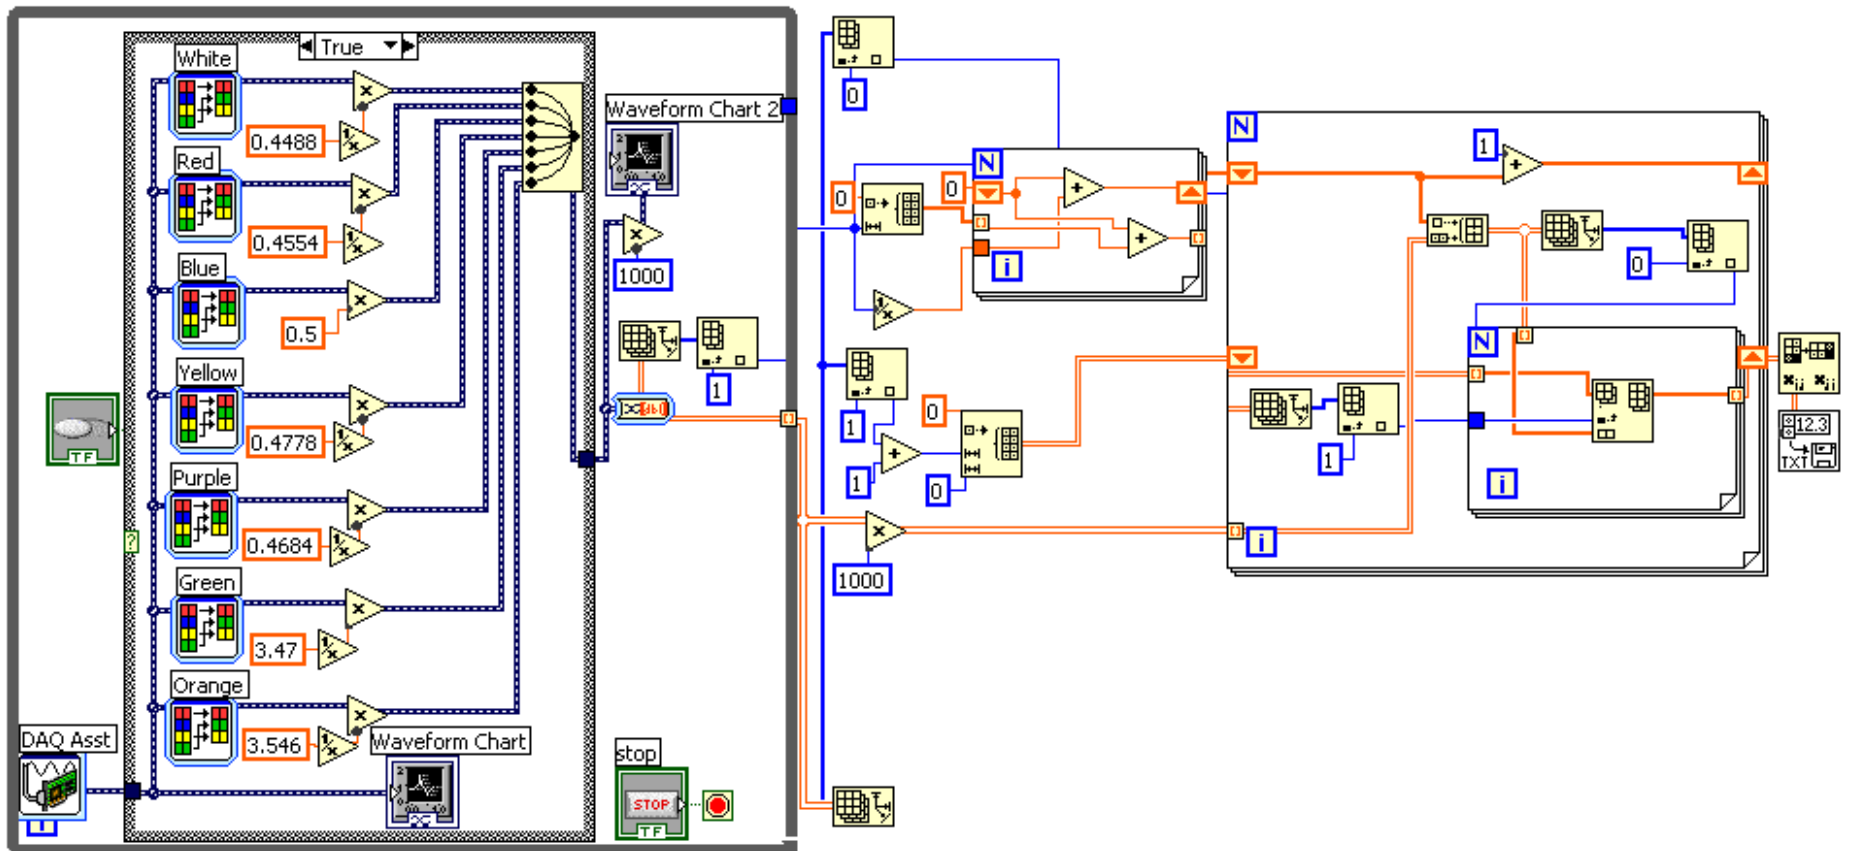 True
White
0.4488
Red
0.4554
Blue
0.5
Yellow
0.4778
Purple
0.4684
Green
3.47
Orange
3.546
Waveform Chart
DAQ Asst
i
TF
?
Waveform Chart 2
1000
1
stop
STOP
TF
0
0
0
N
i
1
1
0
0
1000
N
1
0
N
1
i
i
12.3
TXT